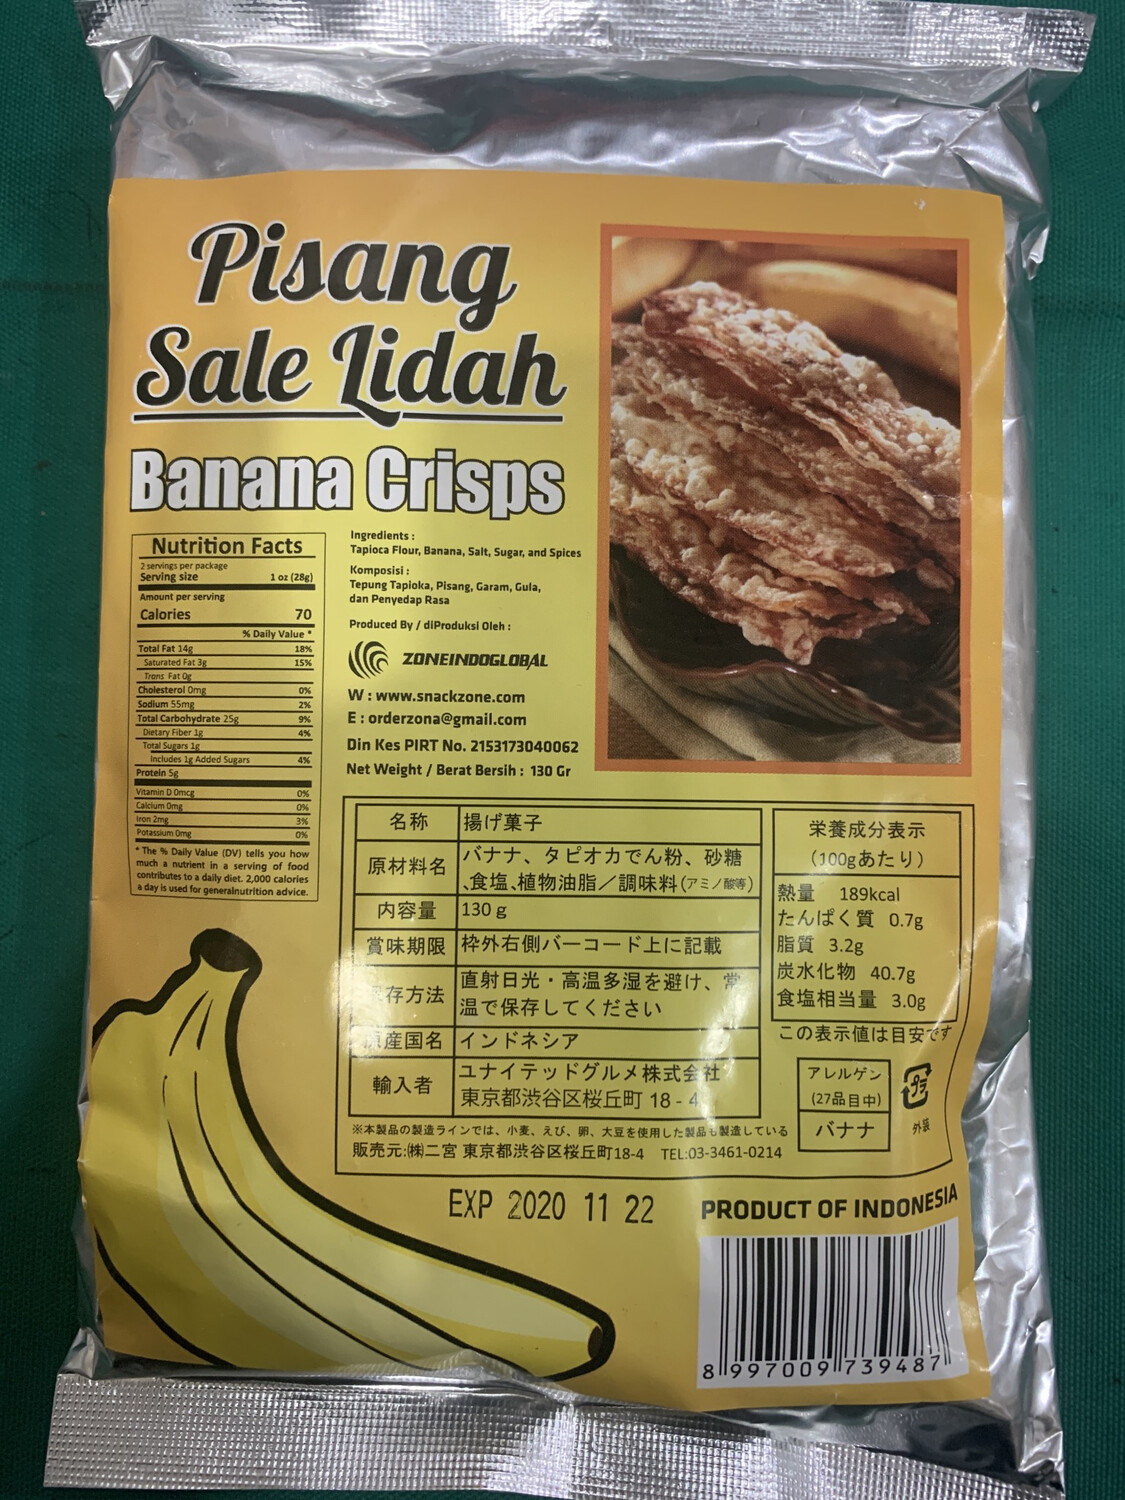 Pisang
Sale Lidah
Banana Crisps
Nutrition Facts
2 servings per package
Serving size 1 oz (28g)
Amount per serving
Calories 70
% Daily Value *
Total Fat 14g 18%
Saturated Fat 3g 15%
Trans Fat 0g
Cholesterol 0mg 0%
Sodium 55mg 2%
Total Carbohydrate 25g 9%
Dietary Fiber 1g 4%
Total Sugars 1g
Includes 1g Added Sugars 4%
Protein 5g
Vitamin D 0mcg 0%
Calcium 0mg 0%
Iron 2mg 3%
Potassium 0mg 0%
* The % Daily Value (DV) tells you how
much a nutrient in a serving of food
contributes to a daily diet. 2,000 calories
a day is used for generalnutrition advice.
Ingredients :
Tapioca Flour, Banana, Salt, Sugar, and Spices
Komposisi :
Tepung Tapioka, Pisang, Garam, Gula,
dan Penyedap Rasa
Produced By / diProduksi Oleh :
ZONEINDOGLOBAL
W : www.snackzone.com
E : orderzona@gmail.com
Din Kes PIRT No. 2153173040062
Net Weight / Berat Bersih : 130 Gr
名称 揚げ菓子
原材料名 バナナ、タピオカでん粉、砂糖
、食塩、植物油脂／調味料(アミノ酸等)
内容量 130ｇ
賞味期限 枠外右側バーコード上に記載
保存方法 直射日光・高温多湿を避け、常
温で保存してください
原産国名 インドネシア
輸入者 ユナイテッドグルメ株式会社
東京都渋谷区桜丘町 18 - 4
※本製品の製造ラインでは、小麦、えび、卵、大豆を使用した製品も製造している
販売元:㈱二宮 東京都渋谷区桜丘町18-4 TEL:03-3461-0214
栄養成分表示
(100gあたり)
熱量 189kcal
たんぱく質 0.7g
脂質 3.2g
炭水化物 40.7g
食塩相当量 3.0g
この表示値は目安です
アレルゲン
(27品目中)
バナナ
プラ
外装
EXP 2020 11 22
PRODUCT OF INDONESIA
8 997009 739487